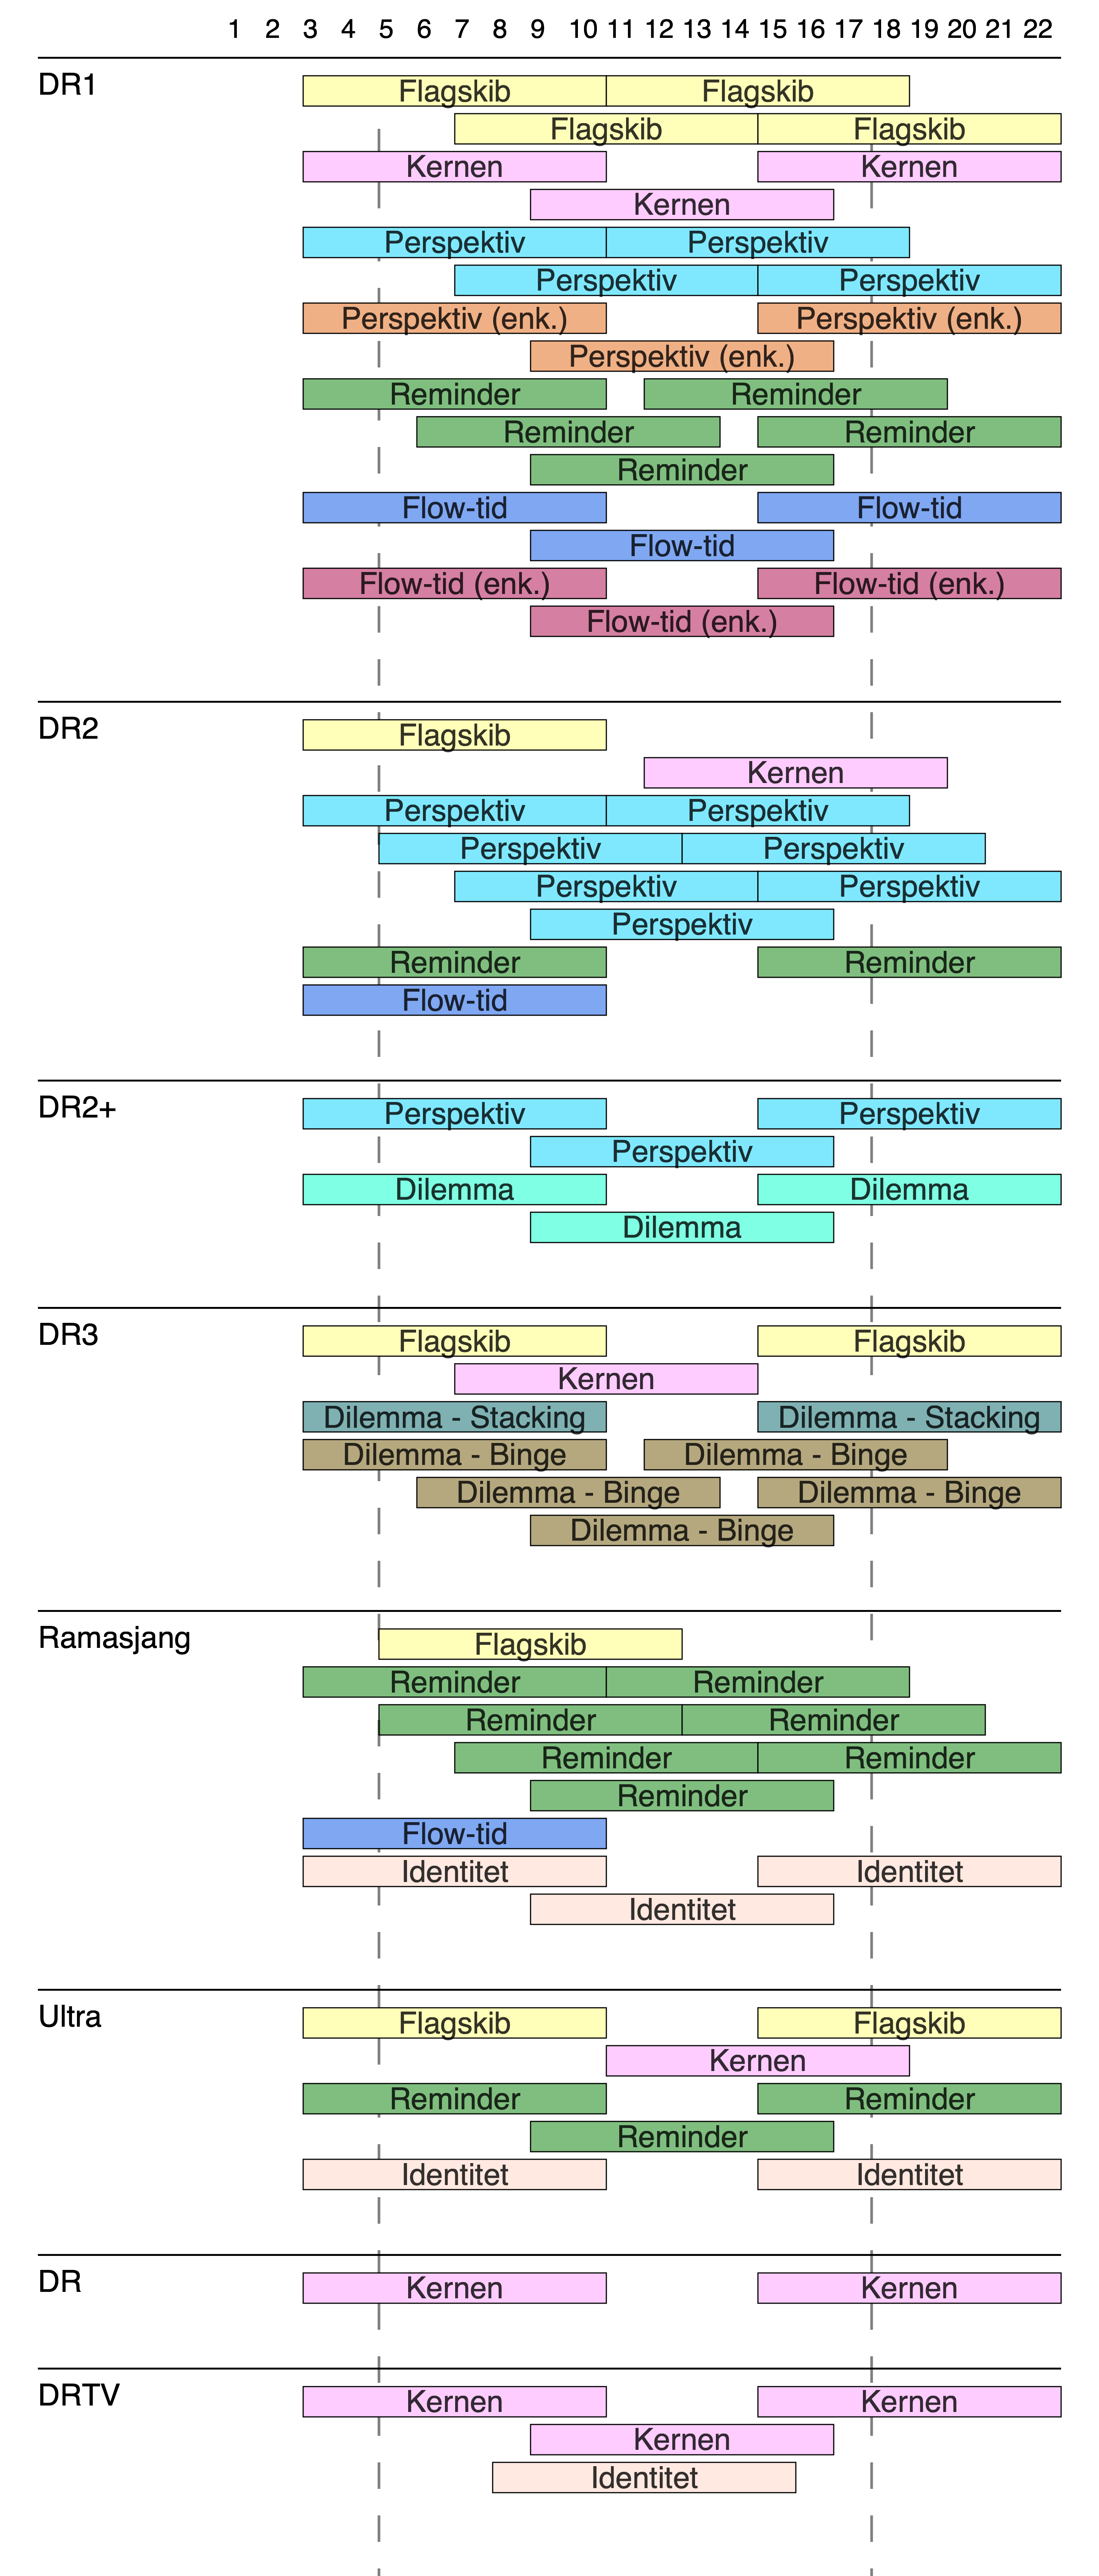 1 2 3 4 5 6 7 8 9 10 11 12 13 14 15 16 17 18 19 20 21 22
DR1
Flagskib Flagskib
Flagskib Flagskib
Kernen Kernen
Kernen
Perspektiv Perspektiv
Perspektiv Perspektiv
Perspektiv (enk.) Perspektiv (enk.)
Perspektiv (enk.)
Reminder Reminder
Reminder Reminder
Reminder
Flow-tid Flow-tid
Flow-tid
Flow-tid (enk.) Flow-tid (enk.)
Flow-tid (enk.)
DR2
Flagskib
Kernen
Perspektiv Perspektiv
Perspektiv Perspektiv
Perspektiv Perspektiv
Perspektiv
Reminder Reminder
Flow-tid
DR2+
Perspektiv Perspektiv
Perspektiv
Dilemma Dilemma
Dilemma
DR3
Flagskib Flagskib
Kernen
Dilemma - Stacking Dilemma - Stacking
Dilemma - Binge Dilemma - Binge
Dilemma - Binge Dilemma - Binge
Dilemma - Binge
Ramasjang
Flagskib
Reminder Reminder
Reminder Reminder
Reminder Reminder
Reminder
Flow-tid
Identitet Identitet
Identitet
Ultra
Flagskib Flagskib
Kernen
Reminder Reminder
Reminder
Identitet Identitet
DR
Kernen Kernen
DRTV
Kernen Kernen
Kernen
Identitet